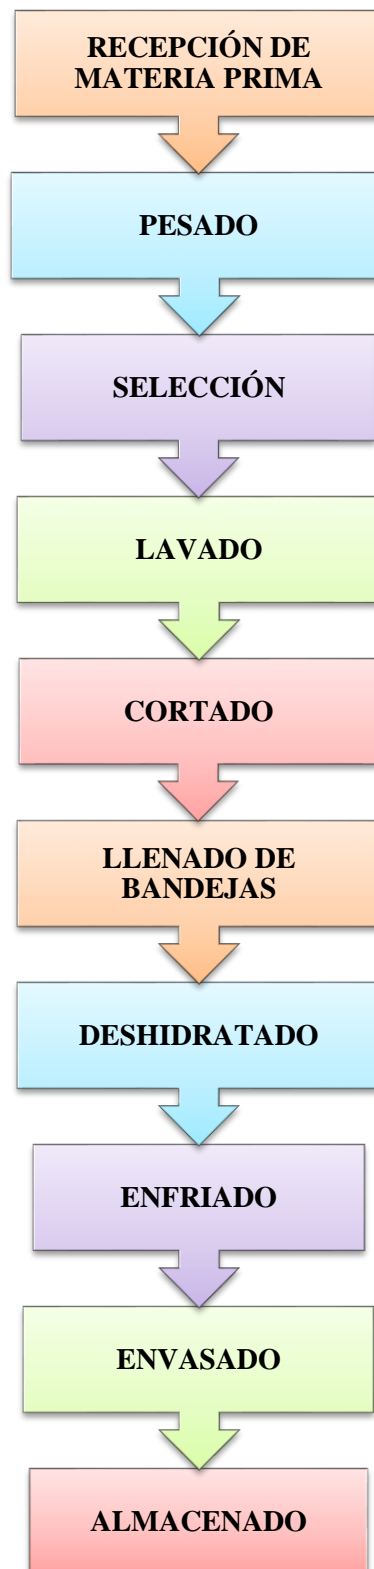 RECEPCIÓN DE
MATERIA PRIMA
PESADO
SELECCIÓN
LAVADO
CORTADO
LLENADO DE
BANDEJAS
DESHIDRATADO
ENFRIADO
ENVASADO
ALMACENADO